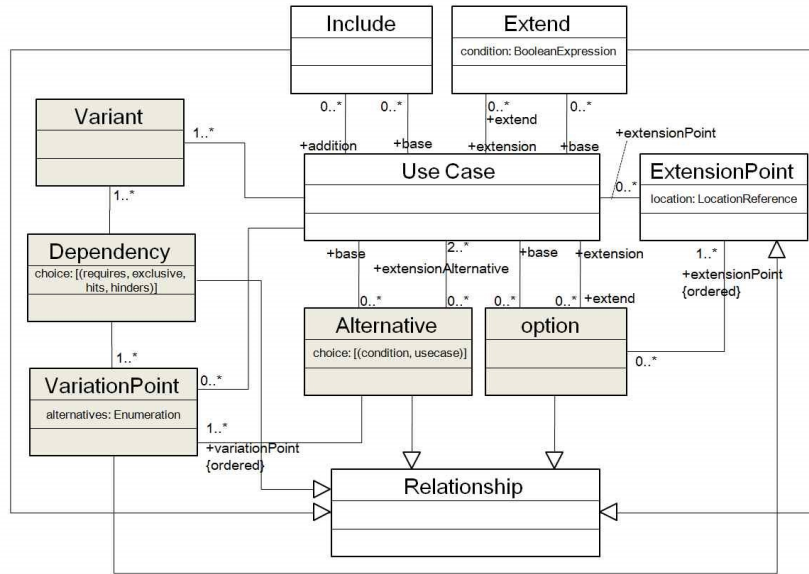 Include
Extend
condition: BooleanExpression
0..*
0..*
0..*
+extend
0..*
Variant
1..*
+addition
+base
+extension
+base
+extensionPoint
Use Case
0..*
ExtensionPoint
location: LocationReference
1..*
Dependency
choice: [(requires, exclusive,
hits, hinders)]
+base
2..*
+extensionAlternative
+base
+extension
1..*
+extensionPoint
{ordered}
0..*
0..*
0..*
0..*
+extend
Alternative
choice: [(condition, usecase)]
option
1..*
0..*
VariationPoint
alternatives: Enumeration
0..*
1..*
+variationPoint
{ordered}
Relationship